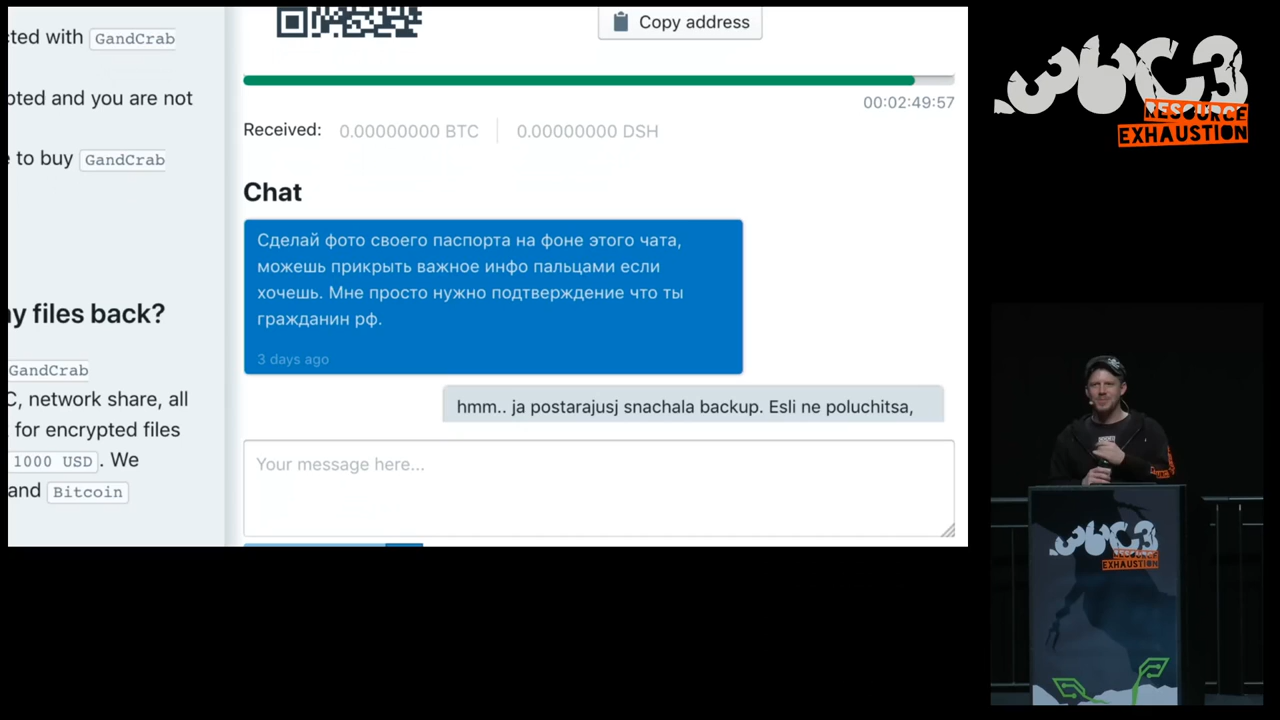 cted with GandCrab
pted and you are not
e to buy GandCrab
ny files back?
GandCrab
C, network share, all
for encrypted files
1000 USD. We
and Bitcoin
Copy address
00:02:49:57
Received: 0.00000000 BTC 0.00000000 DSH
Chat
Сделай фото своего паспорта на фоне этого чата,
можешь прикрыть важное инфо пальцами если
хочешь. Мне просто нужно подтверждение что ты
гражданин рф.
3 days ago
hmm.. ja postarajusj snachala backup. Esli ne poluchitsa,
Your message here...
36C3
RESOURCE
EXHAUSTION
36C3
RESOURCE
EXHAUSTION